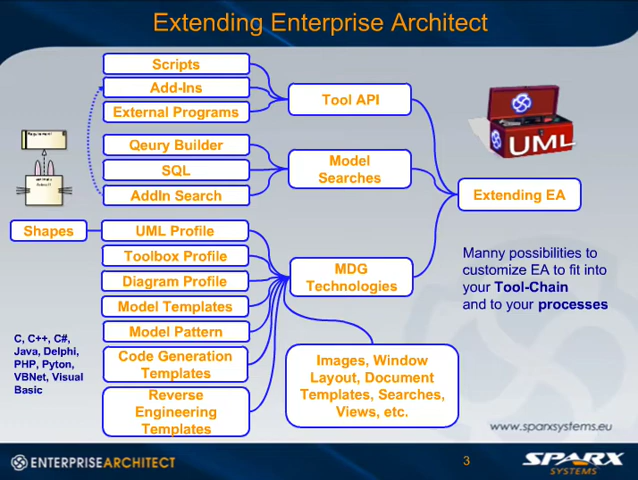 Extending Enterprise Architect
Scripts
Add-Ins
External Programs
Tool API
Qeury Builder
SQL
AddIn Search
Model
Searches
Extending EA
UML
Shapes
UML Profile
Toolbox Profile
Diagram Profile
Model Templates
Model Pattern
Code Generation
Templates
Reverse
Engineering
Templates
MDG
Technologies
Images, Window
Layout, Document
Templates, Searches,
Views, etc.
Manny possibilities to
customize EA to fit into
your Tool-Chain
and to your processes
C, C++, C#,
Java, Delphi,
PHP, Pyton,
VBNet, Visual
Basic
www.sparxsystems.eu
ENTERPRISE ARCHITECT
3
SPARX
SYSTEMS